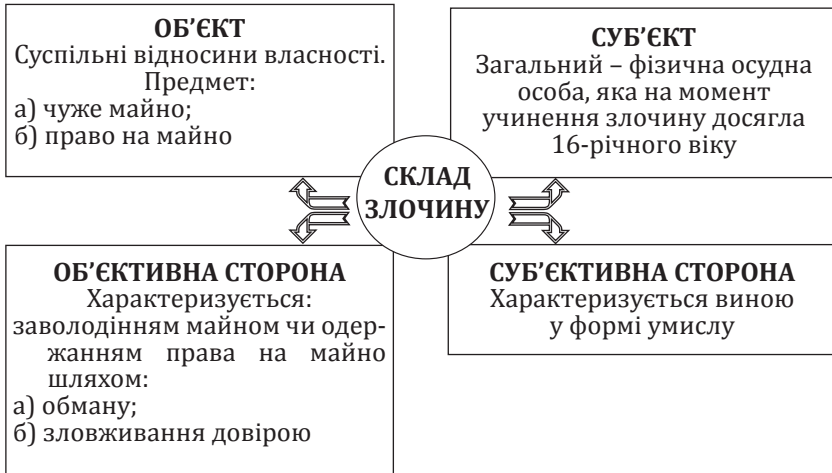 ОБ’ЄКТ
Суспільні відносини власності.
Предмет:
а) чуже майно;
б) право на майно
СУБ’ЄКТ
Загальний – фізична осудна
особа, яка на момент
учинення злочину досягла
16-річного віку
СКЛАД
ЗЛОЧИНУ
ОБ’ЄКТИВНА СТОРОНА
Характеризується:
заволодінням майном чи одер-
жанням права на майно
шляхом:
а) обману;
б) зловживання довірою
СУБ’ЄКТИВНА СТОРОНА
Характеризується виною
у формі умислу